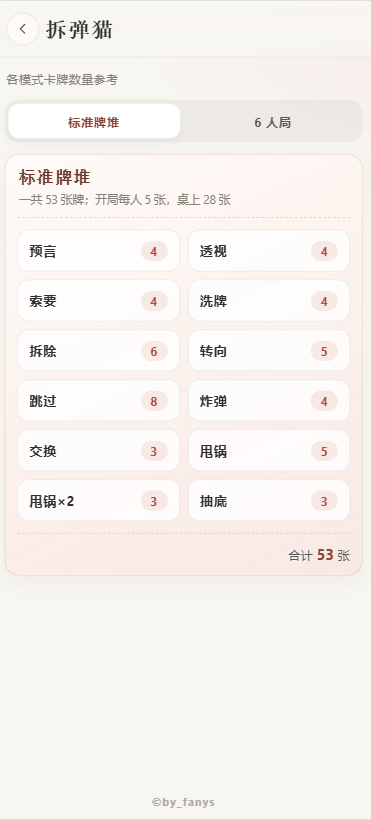 拆弹猫
各模式卡牌数量参考
标准牌堆 6 人局
标准牌堆
一共 53 张牌；开局每人 5 张，桌上 28 张
预言 4 透视 4
索要 4 洗牌 4
拆除 6 转向 5
跳过 8 炸弹 4
交换 3 甩锅 5
甩锅×2 3 抽底 3
合计 53 张
©by_fanys